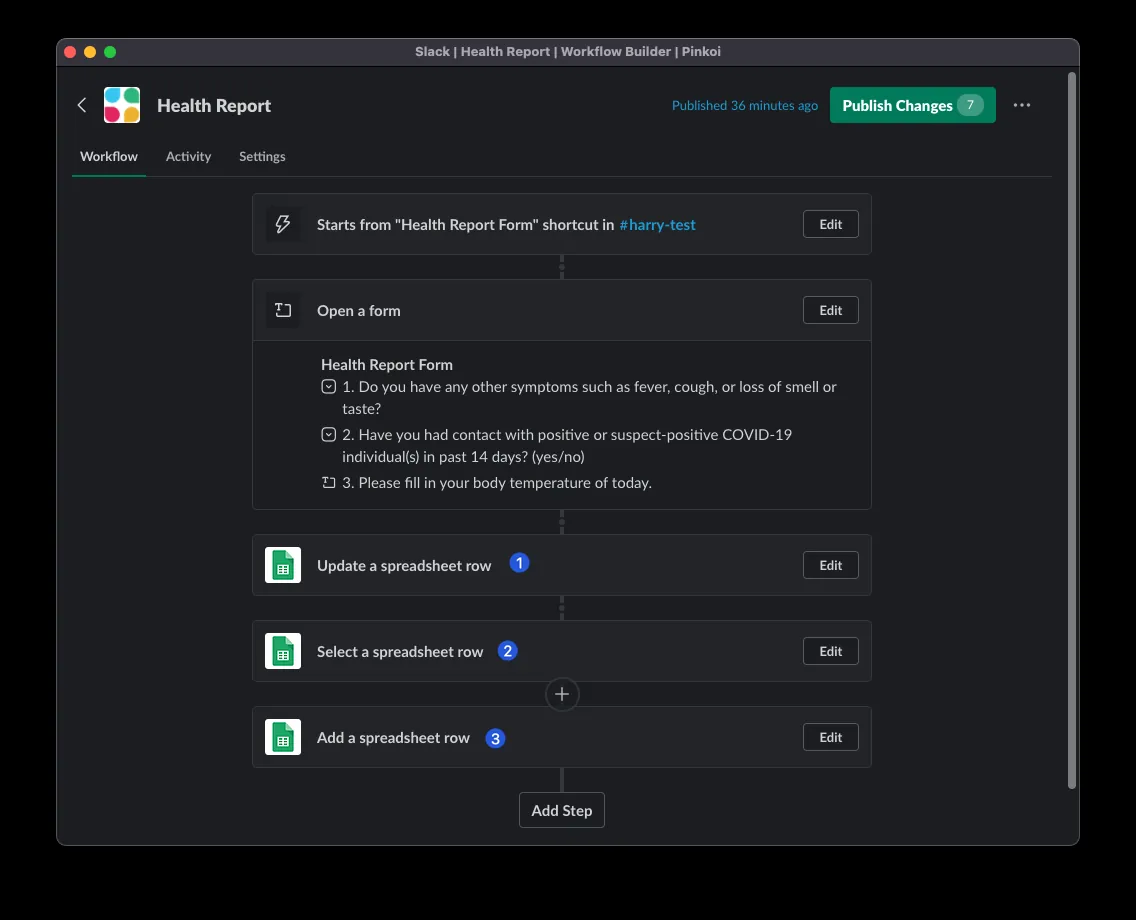 Slack | Health Report | Workflow Builder | Pinkoi
Health Report
Published 36 minutes ago
Publish Changes 7
Workflow Activity Settings
Starts from "Health Report Form" shortcut in #harry-test
Edit
Open a form
Edit
Health Report Form
1. Do you have any other symptoms such as fever, cough, or loss of smell or
taste?
2. Have you had contact with positive or suspect-positive COVID-19
individual(s) in past 14 days? (yes/no)
3. Please fill in your body temperature of today.
Update a spreadsheet row 1
Edit
Select a spreadsheet row 2
Edit
Add a spreadsheet row 3
Edit
Add Step